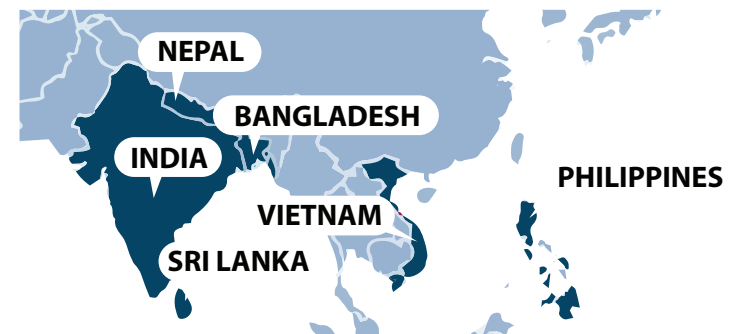 NEPAL
BANGLADESH
INDIA
PHILIPPINES
VIETNAM
SRI LANKA